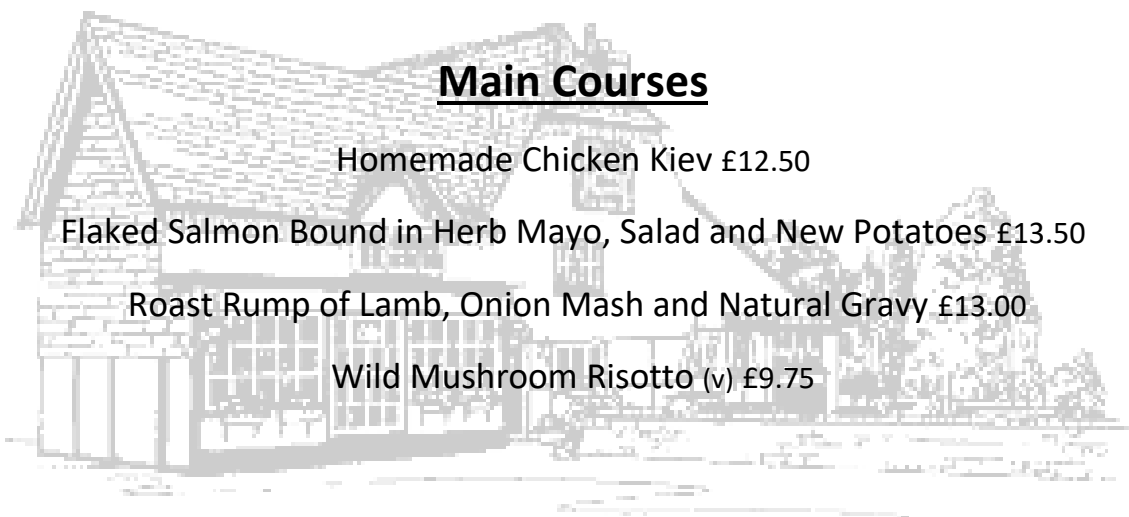 Main Courses
Homemade Chicken Kiev £12.50
Flaked Salmon Bound in Herb Mayo, Salad and New Potatoes £13.50
Roast Rump of Lamb, Onion Mash and Natural Gravy £13.00
Wild Mushroom Risotto (v) £9.75